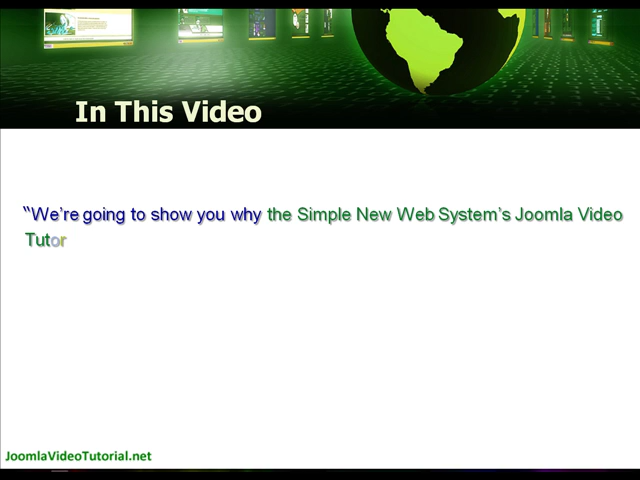 In This Video
“We’re going to show you why the Simple New Web System’s Joomla Video
Tutor
JoomlaVideoTutorial.net